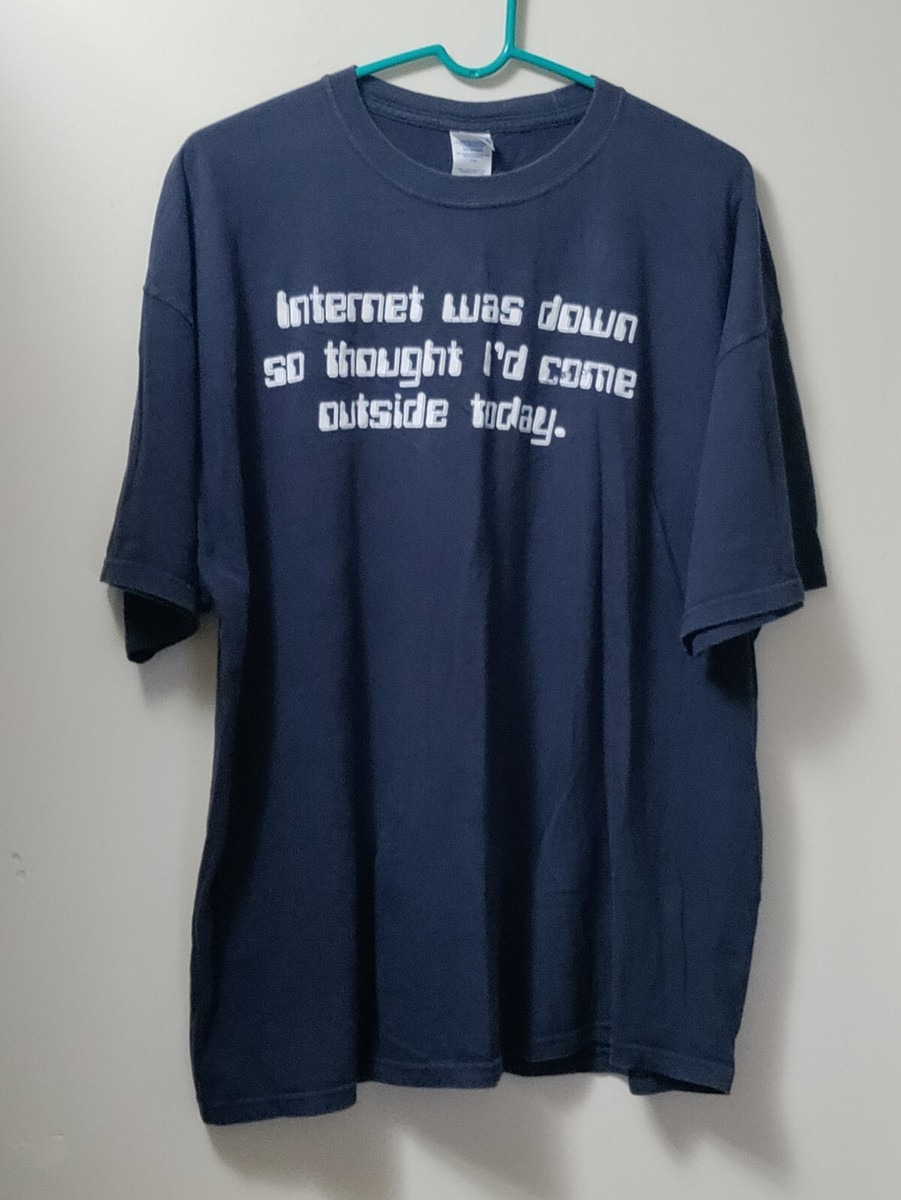 Internet was down
so thought I'd come
outside today.